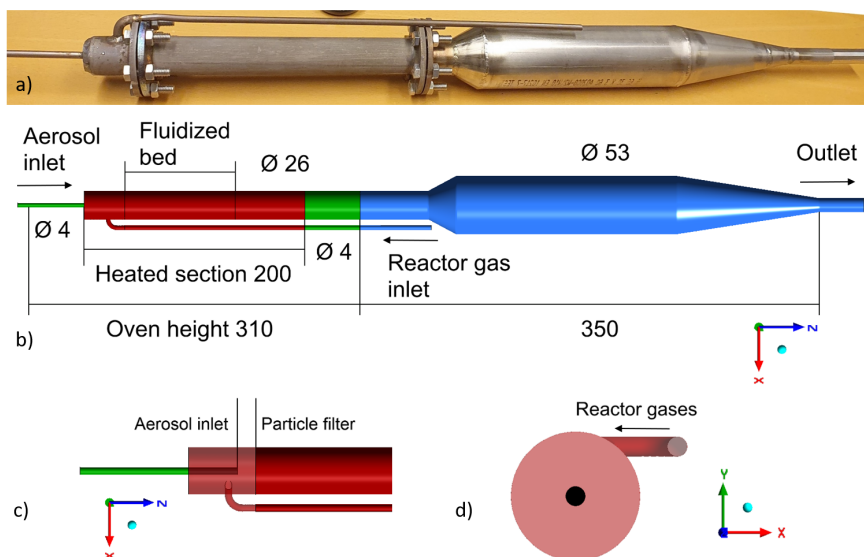 a)
Aerosol
inlet
Fluidized
bed
Ø 26
Ø 53
Outlet
Ø 4
Ø 4
Heated section 200
Reactor gas
inlet
Oven height 310
350
b)
Z
X
Aerosol inlet
Particle filter
Reactor gases
Z
X
c)
d)
Y
X